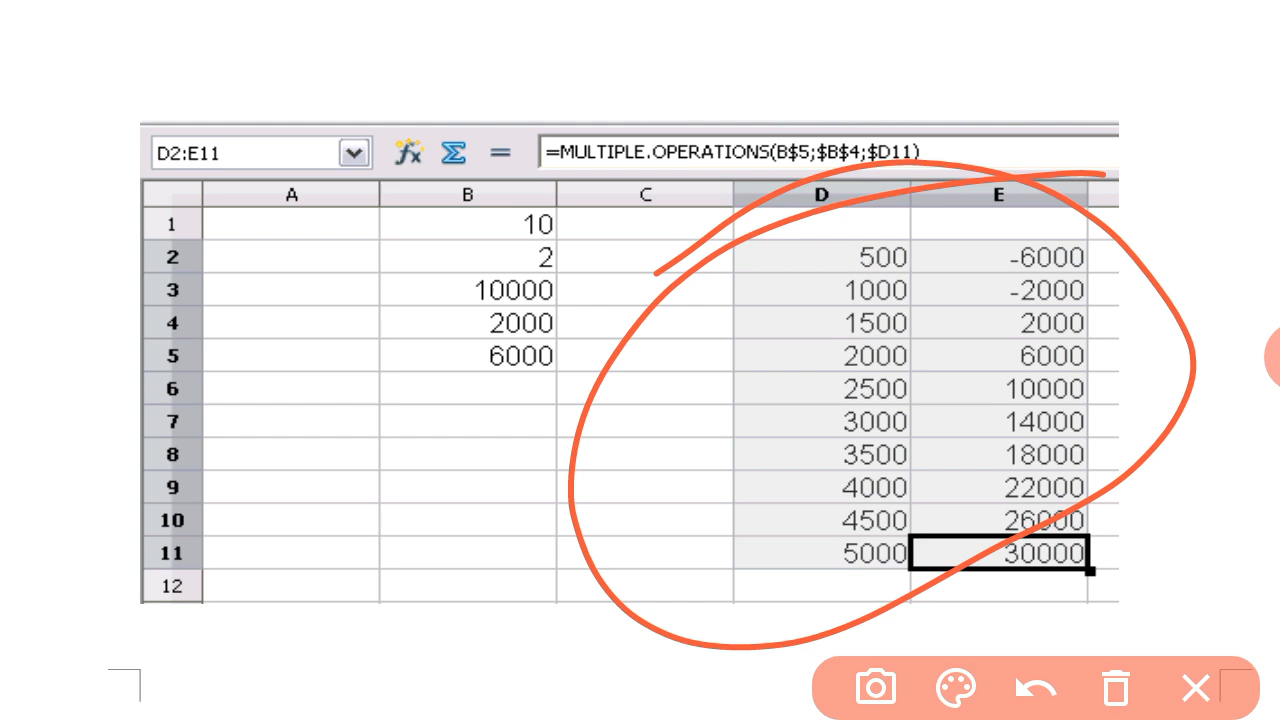 D2:E11 fx Σ = =MULTIPLE.OPERATIONS(B$5;$B$4;$D11)
A B C D E
1 10
2 2 500 -6000
3 10000 1000 -2000
4 2000 1500 2000
5 6000 2000 6000
6 2500 10000
7 3000 14000
8 3500 18000
9 4000 22000
10 4500 26000
11 5000 30000
12